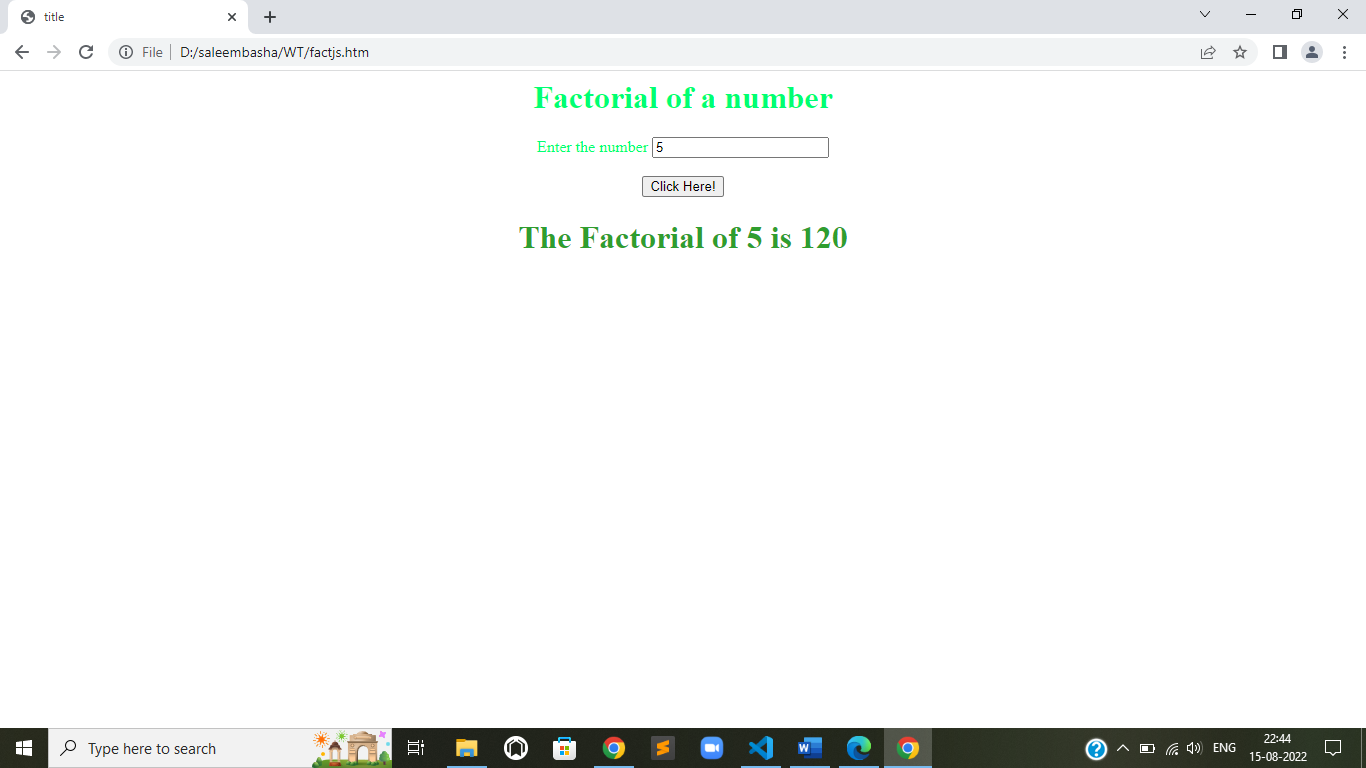 title
File
D:/saleembasha/WT/factjs.htm
Factorial of a number
Enter the number 5
Click Here!
The Factorial of 5 is 120
Type here to search
ENG
22:44
15-08-2022